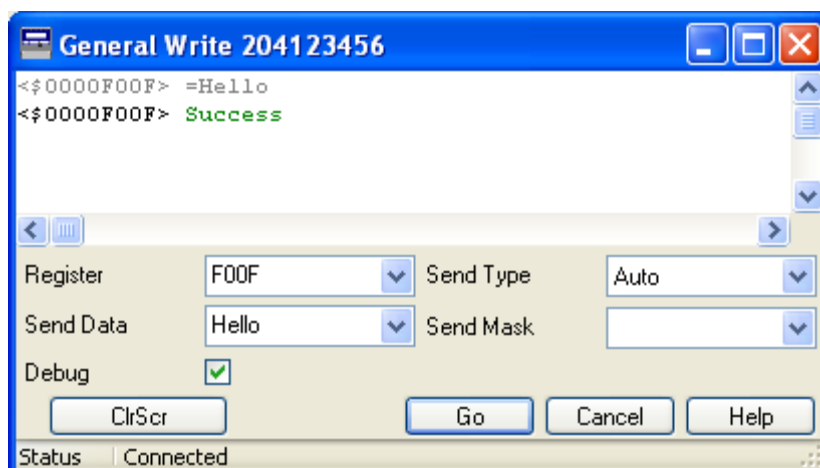 General Write 204123456
<$0000F00F> =Hello
<$0000F00F> Success
Register F00F Send Type Auto
Send Data Hello Send Mask
Debug
ClrScr Go Cancel Help
Status Connected